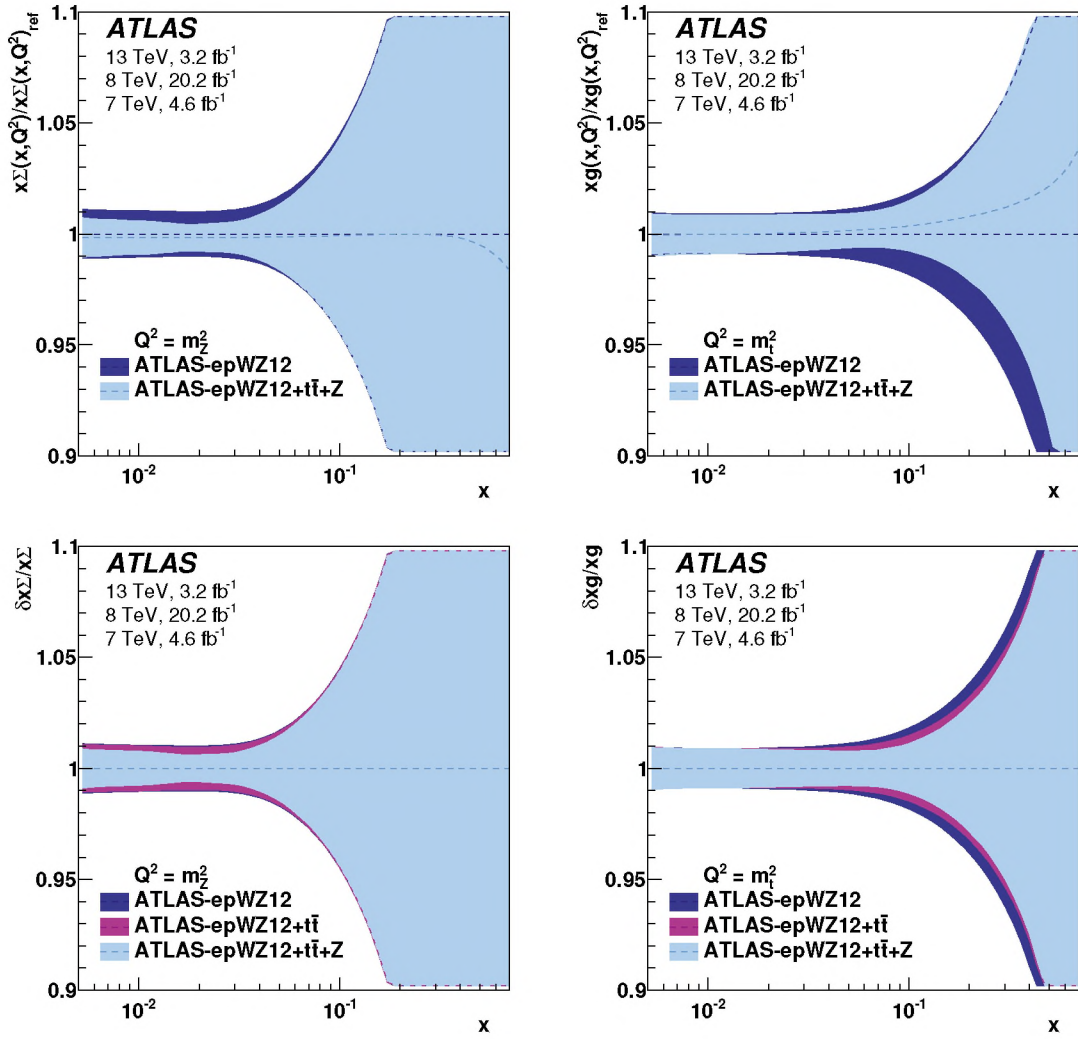 xΣ(x,Q²)/xΣ(x,Q²)ref
ATLAS
13 TeV, 3.2 fb⁻¹
8 TeV, 20.2 fb⁻¹
7 TeV, 4.6 fb⁻¹
1.1
1.05
1
0.95
0.9
Q² = m²Z
ATLAS-epWZ12
ATLAS-epWZ12+tt̄+Z
10⁻² 10⁻¹
x
xg(x,Q²)/xg(x,Q²)ref
ATLAS
13 TeV, 3.2 fb⁻¹
8 TeV, 20.2 fb⁻¹
7 TeV, 4.6 fb⁻¹
1.1
1.05
1
0.95
0.9
Q² = m²t
ATLAS-epWZ12
ATLAS-epWZ12+tt̄+Z
10⁻² 10⁻¹
x
δxΣ/xΣ
ATLAS
13 TeV, 3.2 fb⁻¹
8 TeV, 20.2 fb⁻¹
7 TeV, 4.6 fb⁻¹
1.1
1.05
1
0.95
0.9
Q² = m²Z
ATLAS-epWZ12
ATLAS-epWZ12+tt̄
ATLAS-epWZ12+tt̄+Z
10⁻² 10⁻¹
x
δxg/xg
ATLAS
13 TeV, 3.2 fb⁻¹
8 TeV, 20.2 fb⁻¹
7 TeV, 4.6 fb⁻¹
1.1
1.05
1
0.95
0.9
Q² = m²t
ATLAS-epWZ12
ATLAS-epWZ12+tt̄
ATLAS-epWZ12+tt̄+Z
10⁻² 10⁻¹
x